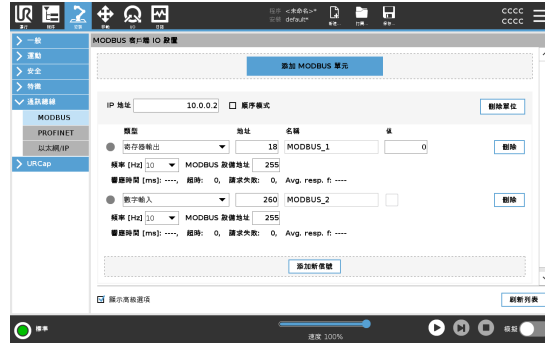 程序 <未命名>*
安裝 default*
CCCC
CCCC
一般
MODBUS 客戶端 IO 設置
運動
安全
添加 MODBUS 單元
特徵
通訊總線
IP 地址 10.0.0.2 順序模式 刪除單位
MODBUS
PROFINET
類型 地址 名稱 值
以太網/IP
寄存器輸出 18 MODBUS_1 0 刪除
URCap
頻率 [Hz] 10 MODBUS 設備地址 255
響應時間 [ms]: ----, 超時: 0, 請求失敗: 0, Avg. resp. f: ----
數字輸入 260 MODBUS_2 刪除
頻率 [Hz] 10 MODBUS 設備地址 255
響應時間 [ms]: ----, 超時: 0, 請求失敗: 0, Avg. resp. f: ----
添加新信號
顯示高級選項 刷新列表
標準
速度 100%
模擬